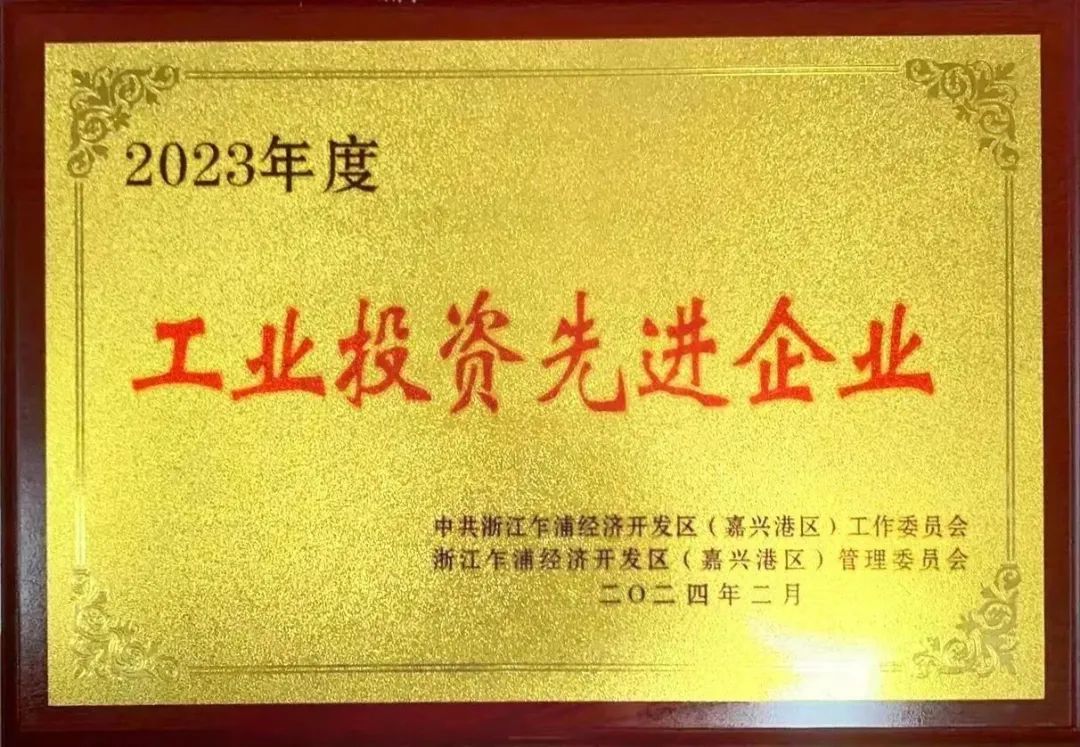 2023年度
工业投资先进企业
中共浙江乍浦经济开发区（嘉兴港区）工作委员会
浙江乍浦经济开发区（嘉兴港区）管理委员会
二〇二四年二月